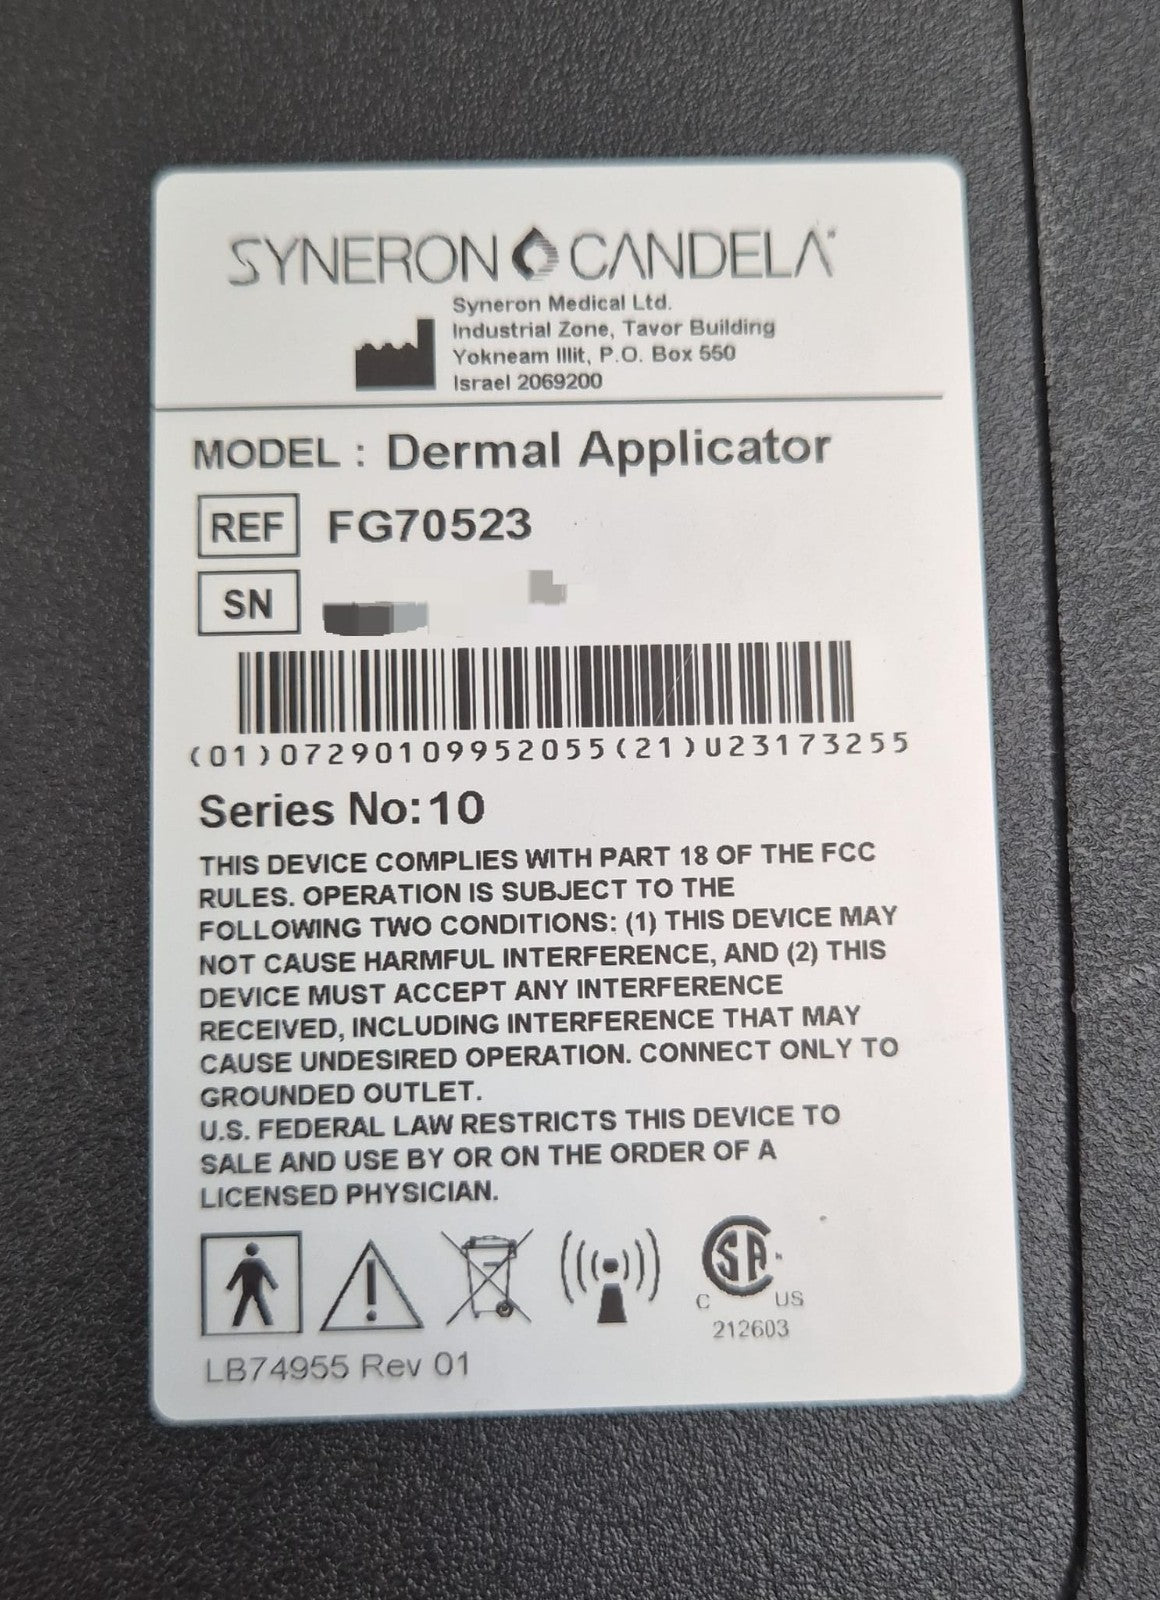 SYNERON CANDELA
Syneron Medical Ltd.
Industrial Zone, Tavor Building
Yokneam Illit, P.O. Box 550
Israel 2069200
MODEL : Dermal Applicator
REF FG70523
SN
(01)07290109952055(21)U23173255
Series No:10
THIS DEVICE COMPLIES WITH PART 18 OF THE FCC
RULES. OPERATION IS SUBJECT TO THE
FOLLOWING TWO CONDITIONS: (1) THIS DEVICE MAY
NOT CAUSE HARMFUL INTERFERENCE, AND (2) THIS
DEVICE MUST ACCEPT ANY INTERFERENCE
RECEIVED, INCLUDING INTERFERENCE THAT MAY
CAUSE UNDESIRED OPERATION. CONNECT ONLY TO
GROUNDED OUTLET.
U.S. FEDERAL LAW RESTRICTS THIS DEVICE TO
SALE AND USE BY OR ON THE ORDER OF A
LICENSED PHYSICIAN.
SA
C US
212603
LB74955 Rev 01